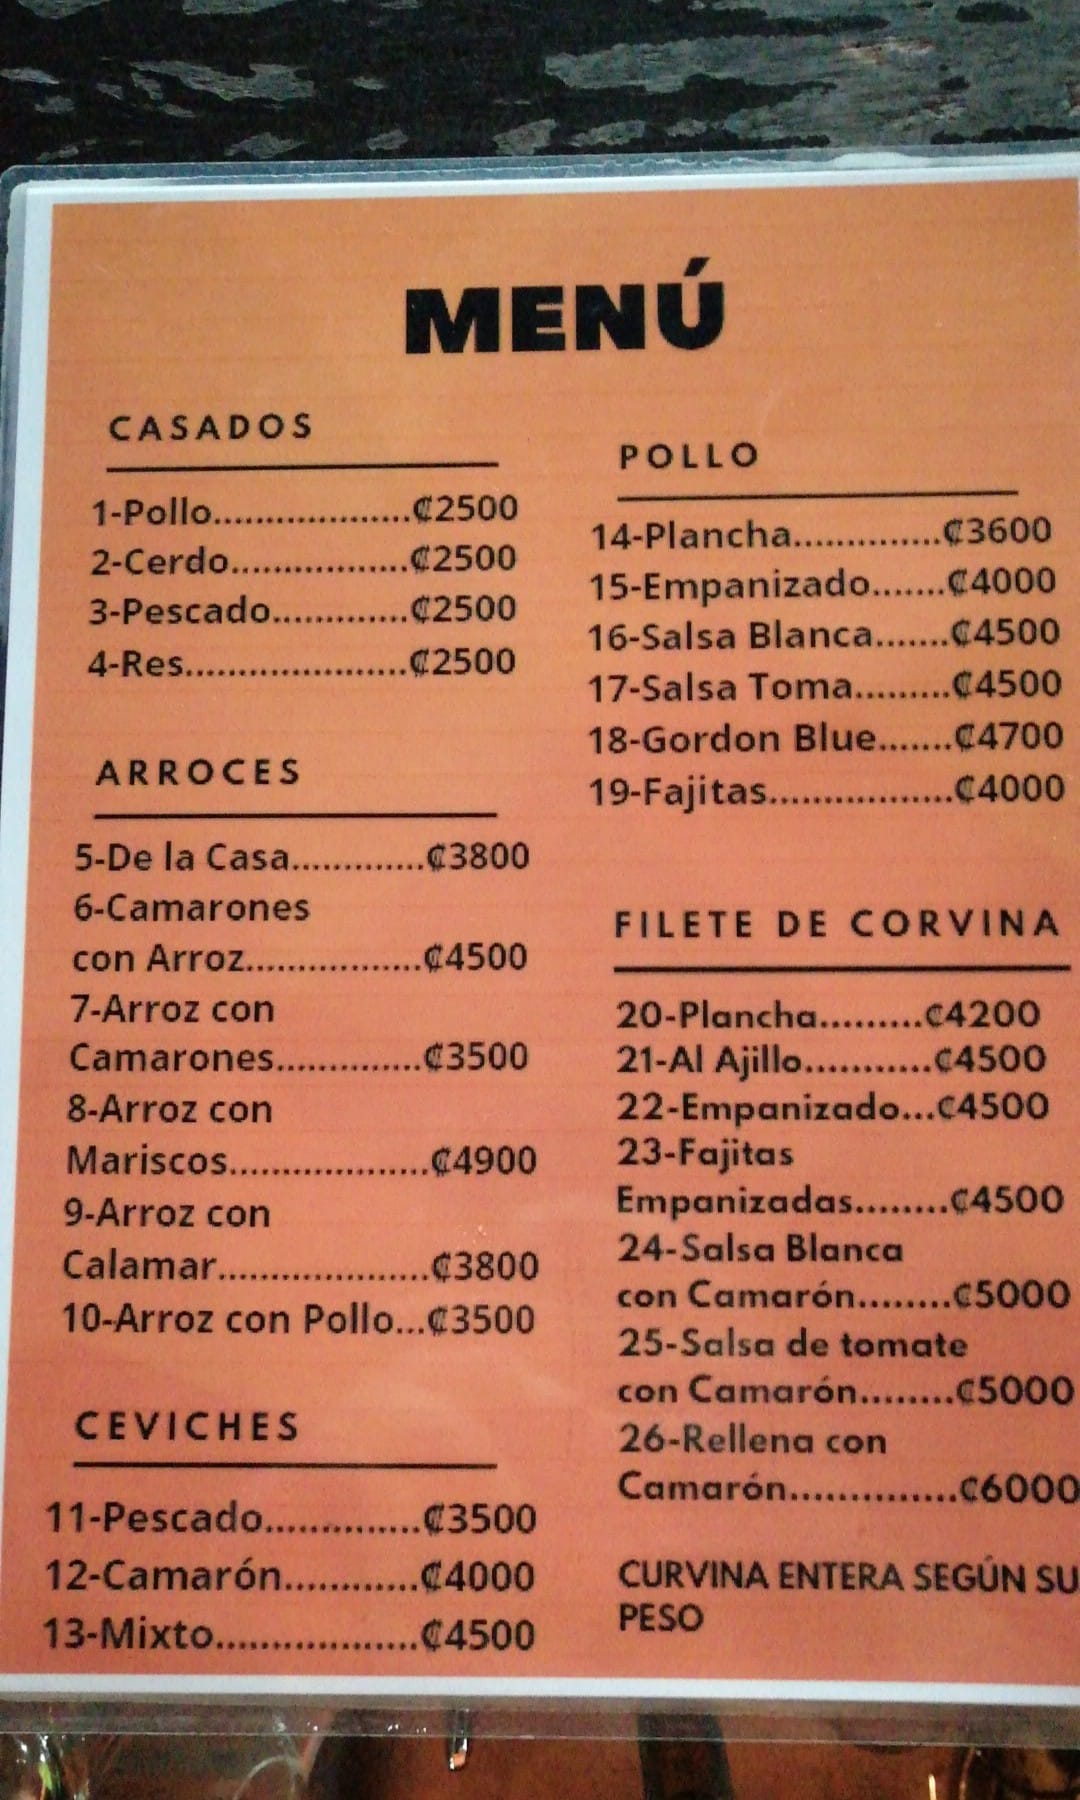 MENÚ
CASADOS
1-Pollo...................₡2500
2-Cerdo.................₡2500
3-Pescado.............₡2500
4-Res.....................₡2500
ARROCES
5-De la Casa.............₡3800
6-Camarones
con Arroz.................₡4500
7-Arroz con
Camarones..............₡3500
8-Arroz con
Mariscos...................₡4900
9-Arroz con
Calamar....................₡3800
10-Arroz con Pollo...₡3500
CEVICHES
11-Pescado...............₡3500
12-Camarón.............₡4000
13-Mixto...................₡4500
POLLO
14-Plancha..............₡3600
15-Empanizado.......₡4000
16-Salsa Blanca.......₡4500
17-Salsa Toma.........₡4500
18-Gordon Blue.......₡4700
19-Fajitas.................₡4000
FILETE DE CORVINA
20-Plancha.........₡4200
21-Al Ajillo............₡4500
22-Empanizado...₡4500
23-Fajitas
Empanizadas........₡4500
24-Salsa Blanca
con Camarón........₡5000
25-Salsa de tomate
con Camarón........₡5000
26-Rellena con
Camarón...............₡6000
CURVINA ENTERA SEGÚN SU
PESO